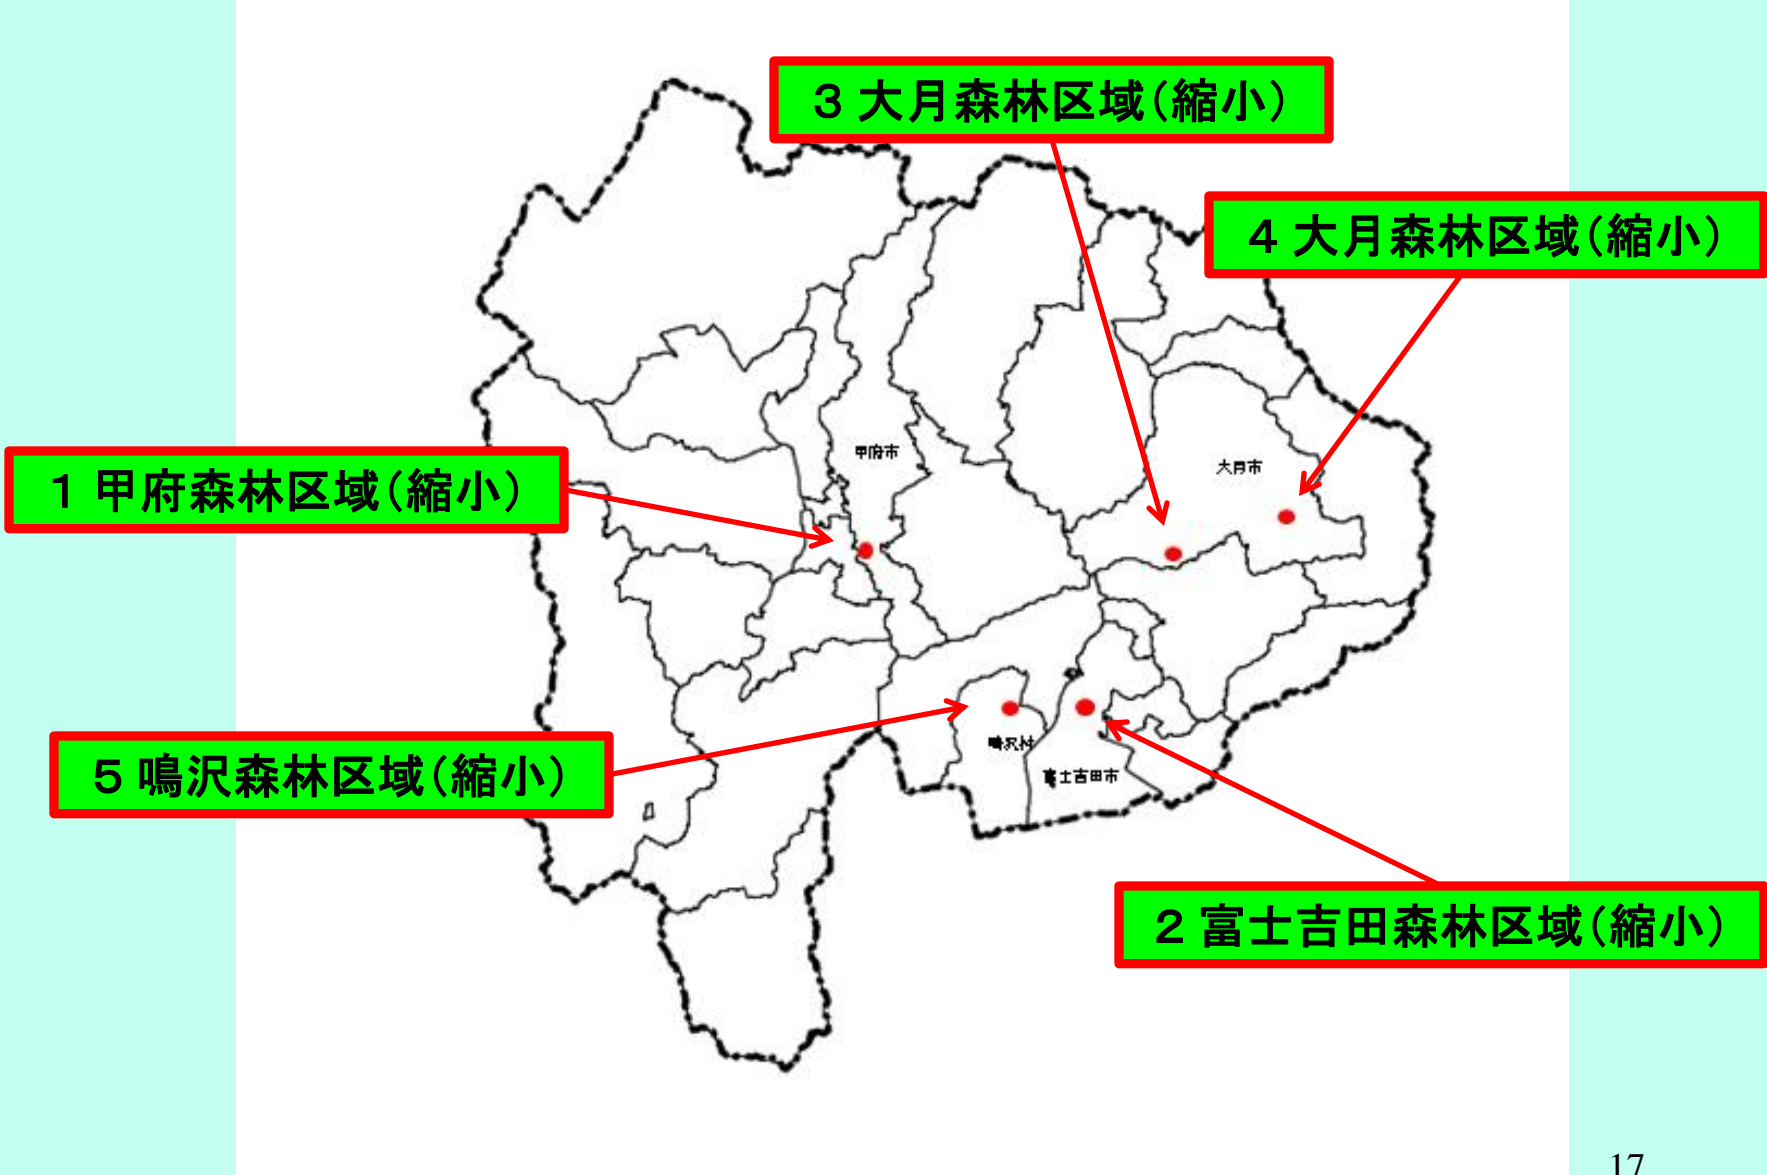 ３ 大月森林区域（縮小）
４ 大月森林区域（縮小）
甲府市
大月市
１ 甲府森林区域（縮小）
鳴沢村
５ 鳴沢森林区域（縮小）
富士吉田市
２ 富士吉田森林区域（縮小）
17